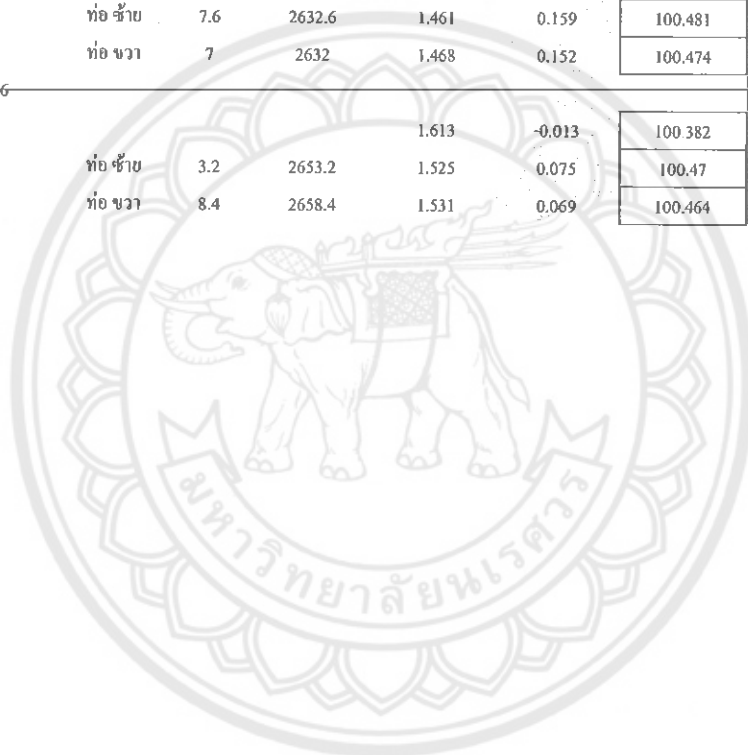 ท่อ ซ้าย 7.6 2632.6 1.461 0.159 100.481
ท่อ ขวา 7 2632 1.468 0.152 100.474
6
1.613 -0.013 100.382
ท่อ ซ้าย 3.2 2653.2 1.525 0.075 100.47
ท่อ ขวา 8.4 2658.4 1.531 0.069 100.464
มหาวิทยาลัยนเรศวร